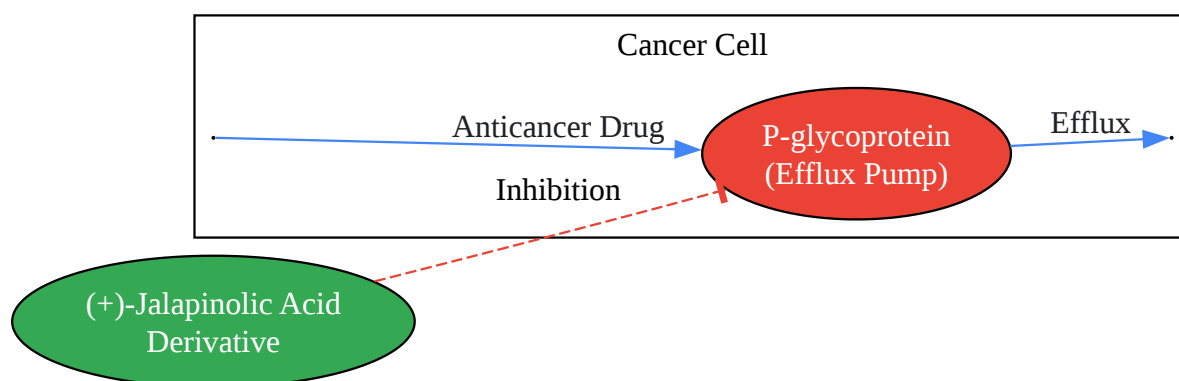 Cancer Cell
Anticancer Drug
P-glycoprotein
(Efflux Pump)
Efflux
Inhibition
(+)-Jalapinolic Acid
Derivative